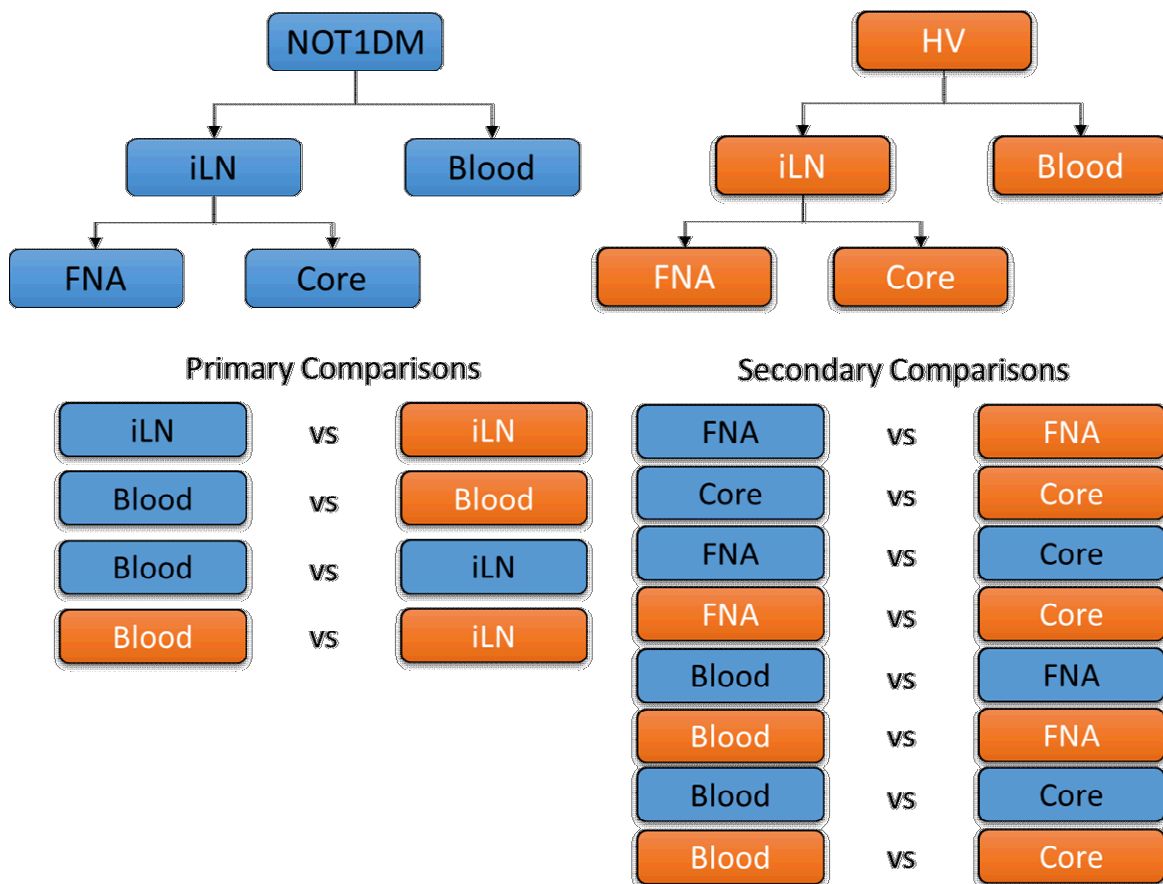 NOT1DM
HV
iLN
Blood
iLN
Blood
FNA
Core
FNA
Core
Primary Comparisons
iLN vs iLN
Blood vs Blood
Blood vs iLN
Blood vs iLN
Secondary Comparisons
FNA vs FNA
Core vs Core
FNA vs Core
FNA vs Core
Blood vs FNA
Blood vs FNA
Blood vs Core
Blood vs Core